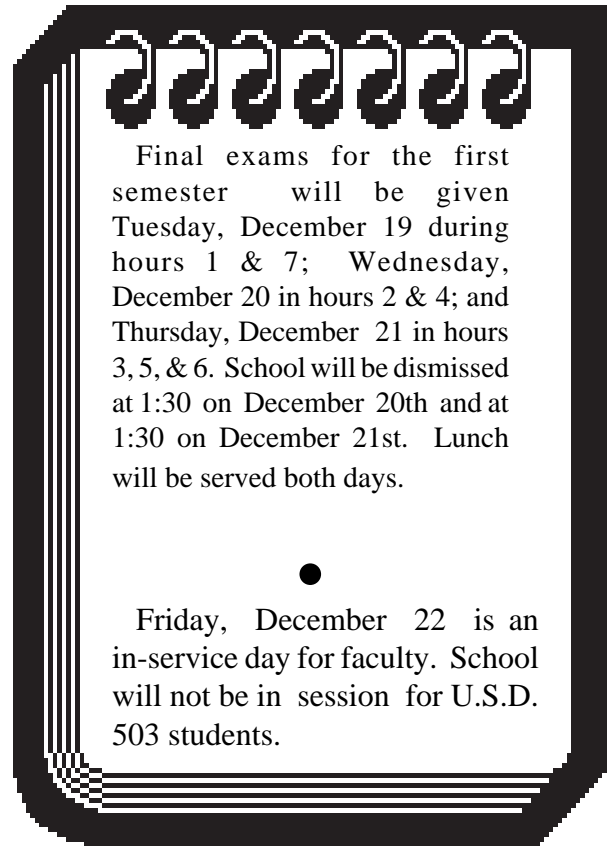 Final exams for the first
semester will be given
Tuesday, December 19 during
hours 1 & 7; Wednesday,
December 20 in hours 2 & 4; and
Thursday, December 21 in hours
3, 5, & 6. School will be dismissed
at 1:30 on December 20th and at
1:30 on December 21st. Lunch
will be served both days.
●
Friday, December 22 is an
in-service day for faculty. School
will not be in session for U.S.D.
503 students.